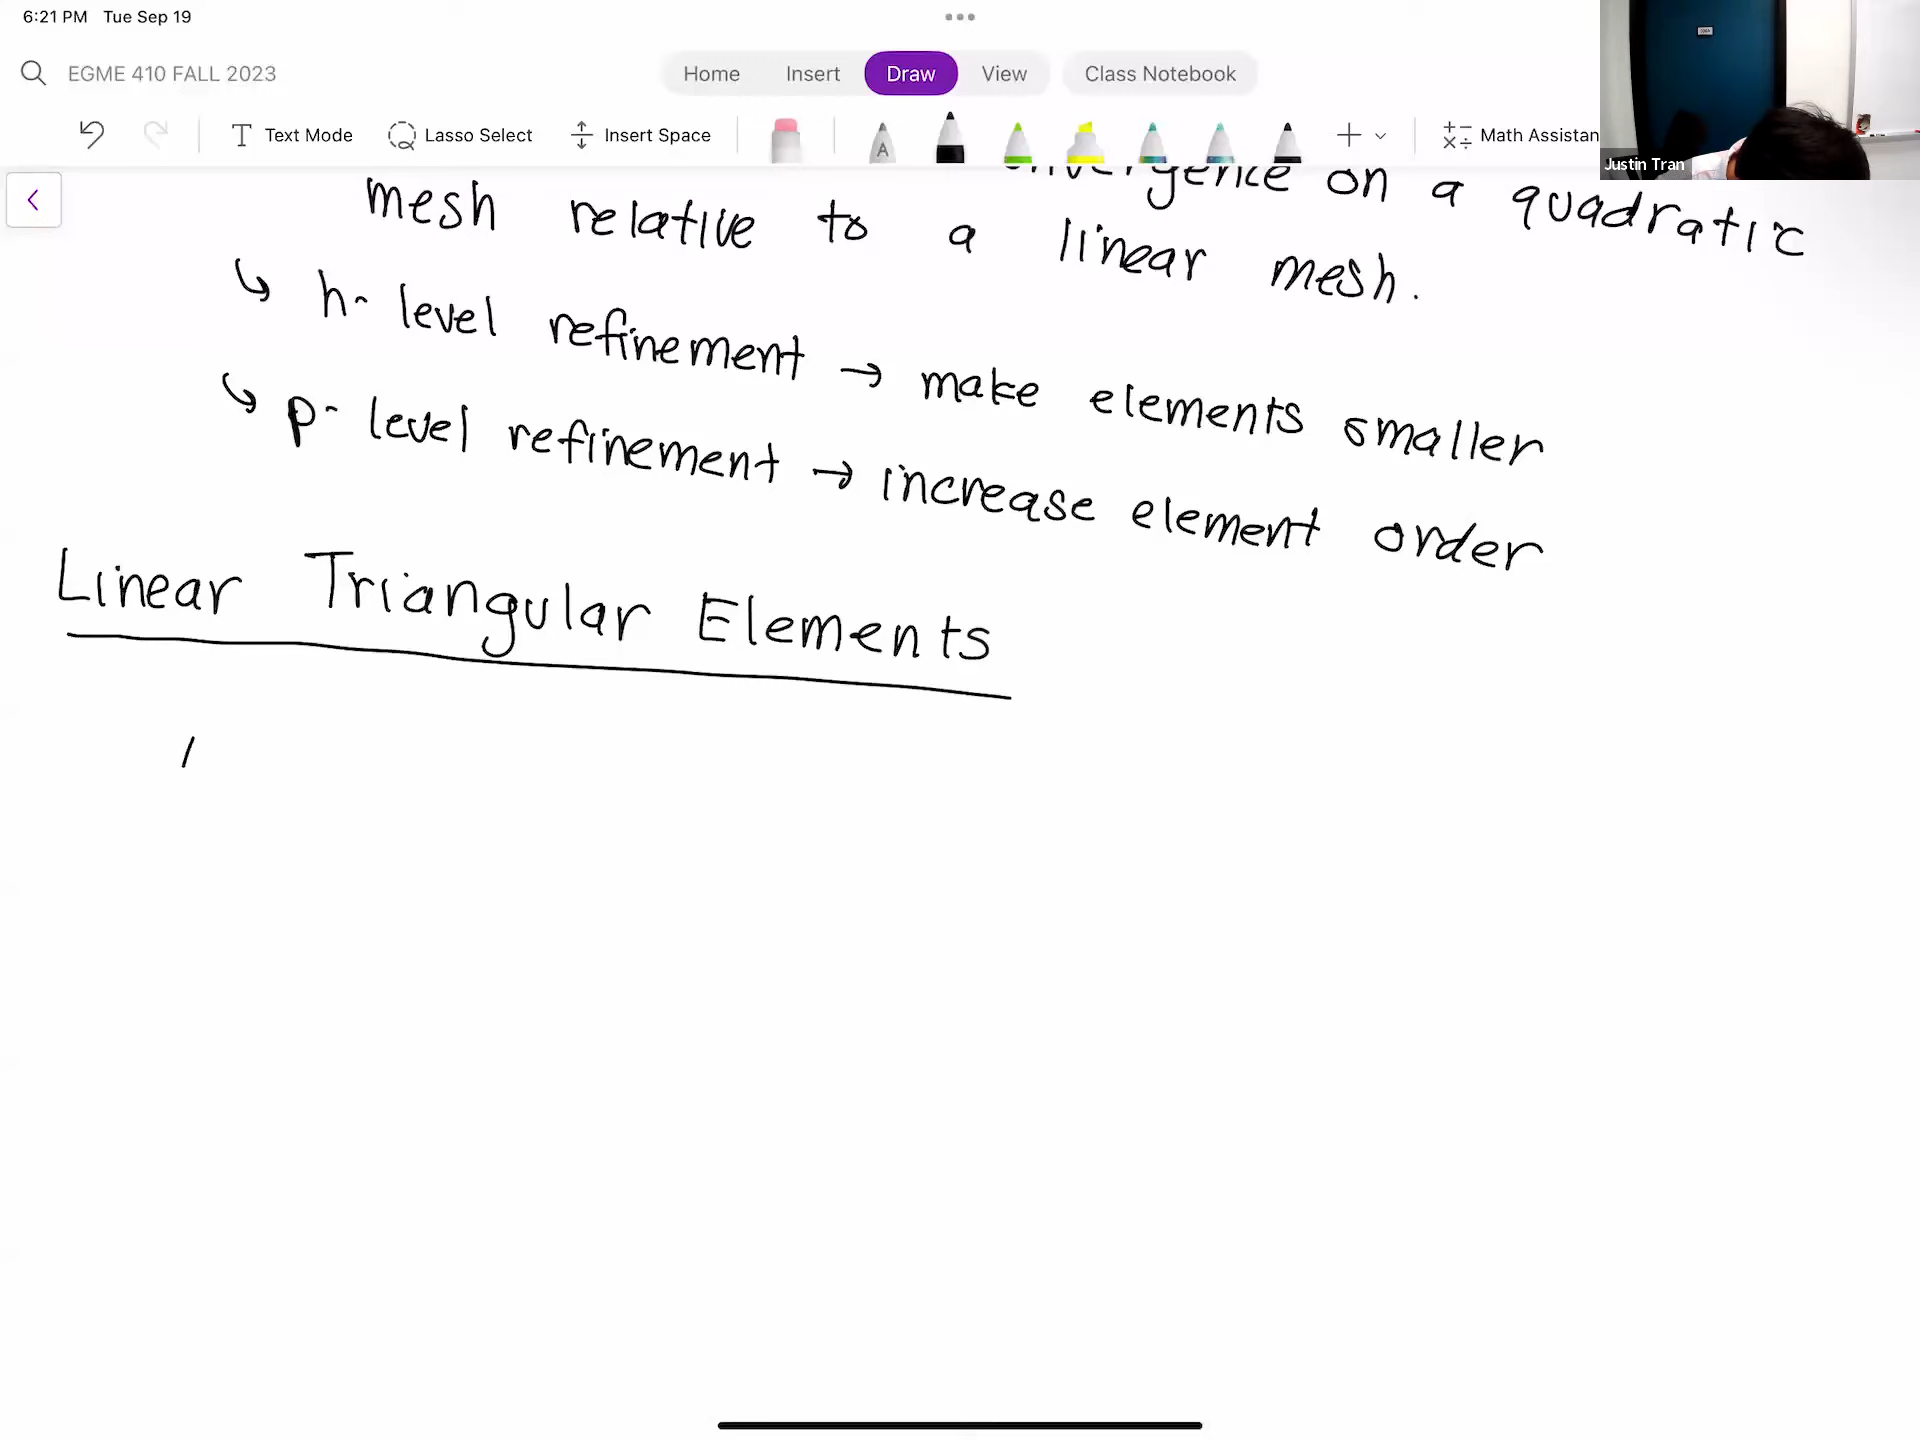 6:21 PM Tue Sep 19
EGME 410 FALL 2023
Home Insert Draw View Class Notebook
Text Mode Lasso Select Insert Space A Math Assistan
Justin Tran
on a quadratic
mesh relative to a linear mesh.
h- level refinement → make elements smaller
p- level refinement → increase element order
Linear Triangular Elements